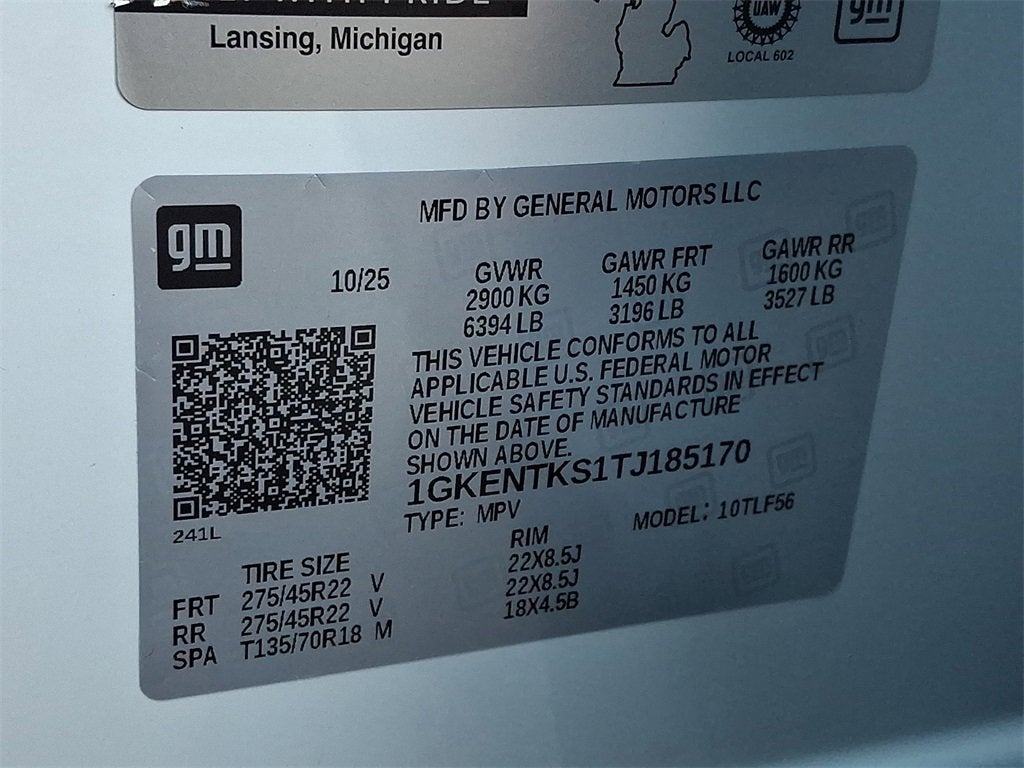 Lansing, Michigan
UAW
LOCAL 602
gm
gm
MFD BY GENERAL MOTORS LLC
10/25
GVWR GAWR FRT GAWR RR
2900 KG 1450 KG 1600 KG
6394 LB 3196 LB 3527 LB
THIS VEHICLE CONFORMS TO ALL
APPLICABLE U.S. FEDERAL MOTOR
VEHICLE SAFETY STANDARDS IN EFFECT
ON THE DATE OF MANUFACTURE
SHOWN ABOVE.
1GKENTKS1TJ185170
TYPE: MPV MODEL: 10TLF56
241L
TIRE SIZE RIM
FRT 275/45R22 V 22X8.5J
RR 275/45R22 V 22X8.5J
SPA T135/70R18 M 18X4.5B